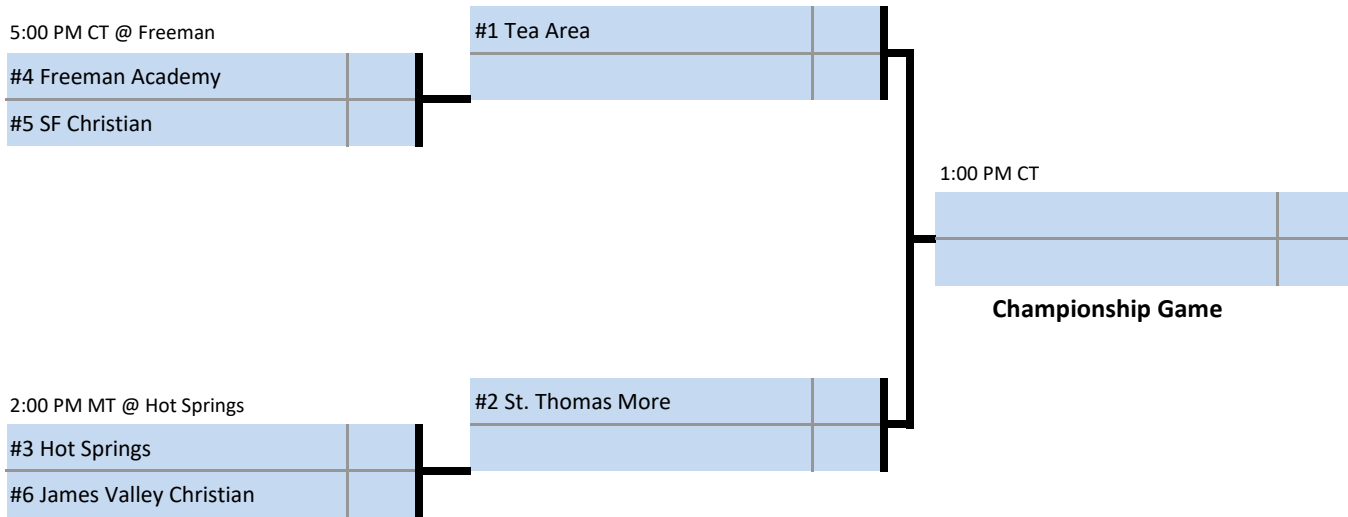 5:00 PM CT @ Freeman
#4 Freeman Academy
#5 SF Christian
#1 Tea Area
1:00 PM CT
Championship Game
2:00 PM MT @ Hot Springs
#3 Hot Springs
#6 James Valley Christian
#2 St. Thomas More